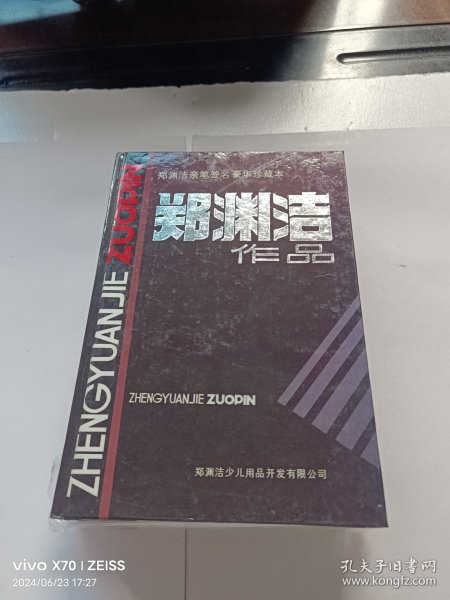 郑渊洁亲笔签名豪华珍藏本
郑渊洁
作品
ZHENGYUANJIE ZUOPIN
ZHENGYUANJIE ZUOPIN
郑渊洁少儿用品开发有限公司
vivo X70 | ZEISS
2024/06/23 17:27
孔夫子旧书网
www.kongfz.com